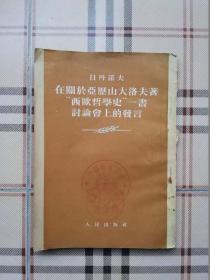 日丹諾夫
在關於亞歷山大洛夫著
“西歐哲學史”一書
討論會上的發言
人民出版社